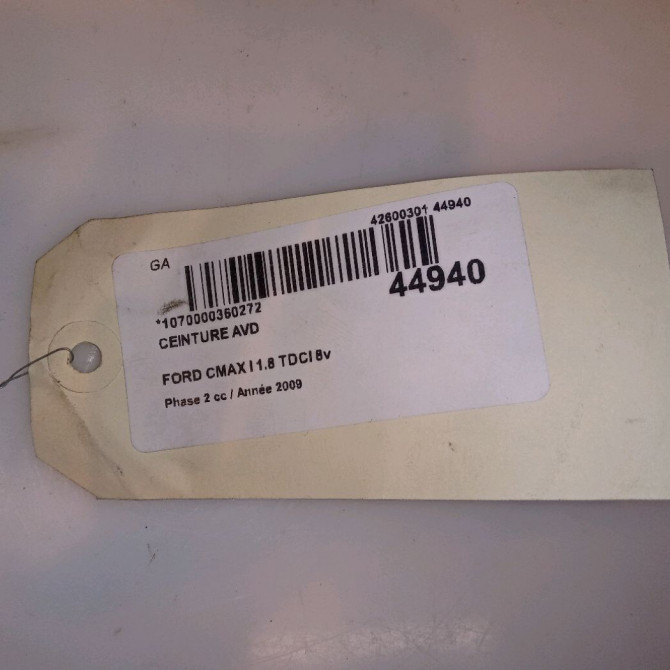 GA
42600301 44940
44940
*1070000360272
CEINTURE AVD
FORD CMAX I 1.8 TDCI 8v
Phase 2 cc / Année 2009